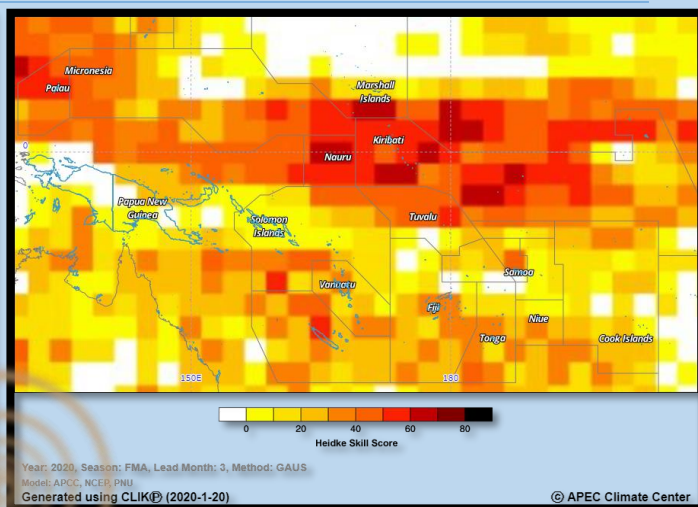 Micronesia
Palau
Marshall
Islands
Kiribati
0
Nauru
Papua New
Guinea
Solomon
Islands
Tuvalu
Samoa
Vanuatu
Fiji
Niue
Tonga
Cook Islands
150E
180
0 20 40 60 80
Heidke Skill Score
Year: 2020, Season: FMA, Lead Month: 3, Method: GAUS
Model: APCC, NCEP, PNU
Generated using CLIKⓅ (2020-1-20)
© APEC Climate Center